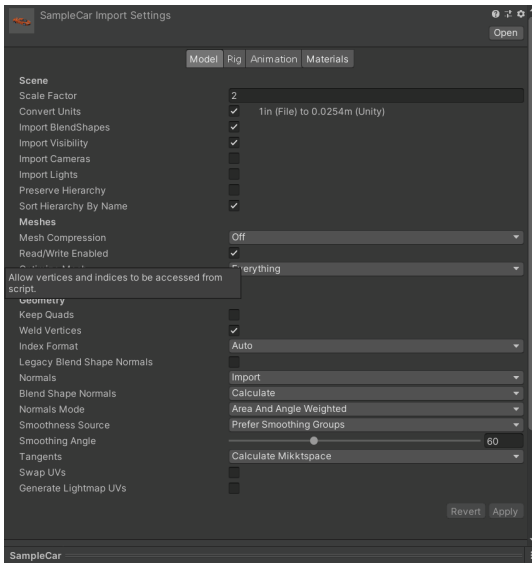 SampleCar Import Settings
Open
Model Rig Animation Materials
Scene
Scale Factor 2
Convert Units 1in (File) to 0.0254m (Unity)
Import BlendShapes
Import Visibility
Import Cameras
Import Lights
Preserve Hierarchy
Sort Hierarchy By Name
Meshes
Mesh Compression Off
Read/Write Enabled
Everything
Allow vertices and indices to be accessed from
script.
Geometry
Keep Quads
Weld Vertices
Index Format Auto
Legacy Blend Shape Normals
Normals Import
Blend Shape Normals Calculate
Normals Mode Area And Angle Weighted
Smoothness Source Prefer Smoothing Groups
Smoothing Angle 60
Tangents Calculate Mikktspace
Swap UVs
Generate Lightmap UVs
Revert Apply
SampleCar